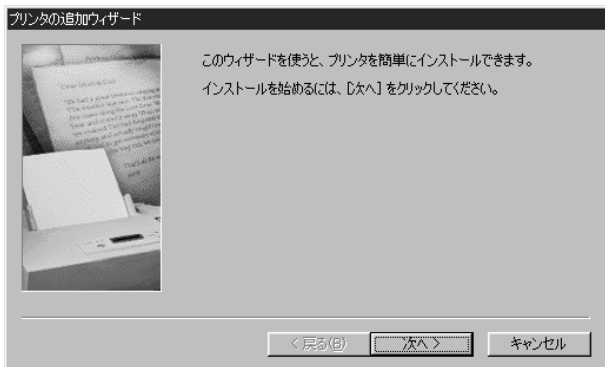 プリンタの追加ウィザード
このウィザードを使うと、プリンタを簡単にインストールできます。
インストールを始めるには、[次へ] をクリックしてください。
< 戻る(B)
次へ >
キャンセル